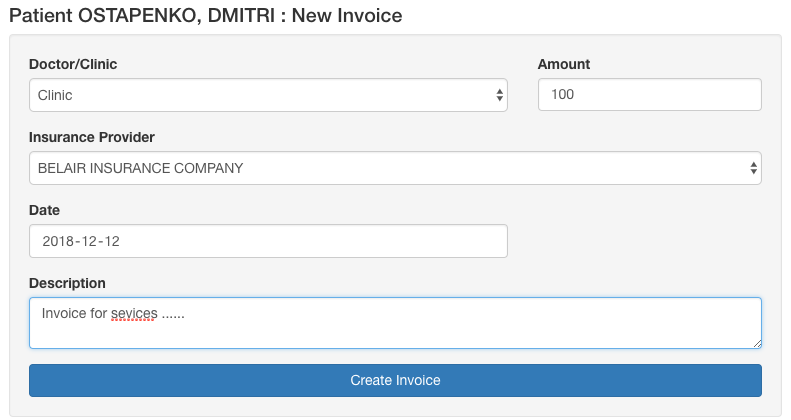 Patient OSTAPENKO, DMITRI : New Invoice
Doctor/Clinic
Amount
Clinic
100
Insurance Provider
BELAIR INSURANCE COMPANY
Date
2018-12-12
Description
Invoice for sevices ......
Create Invoice